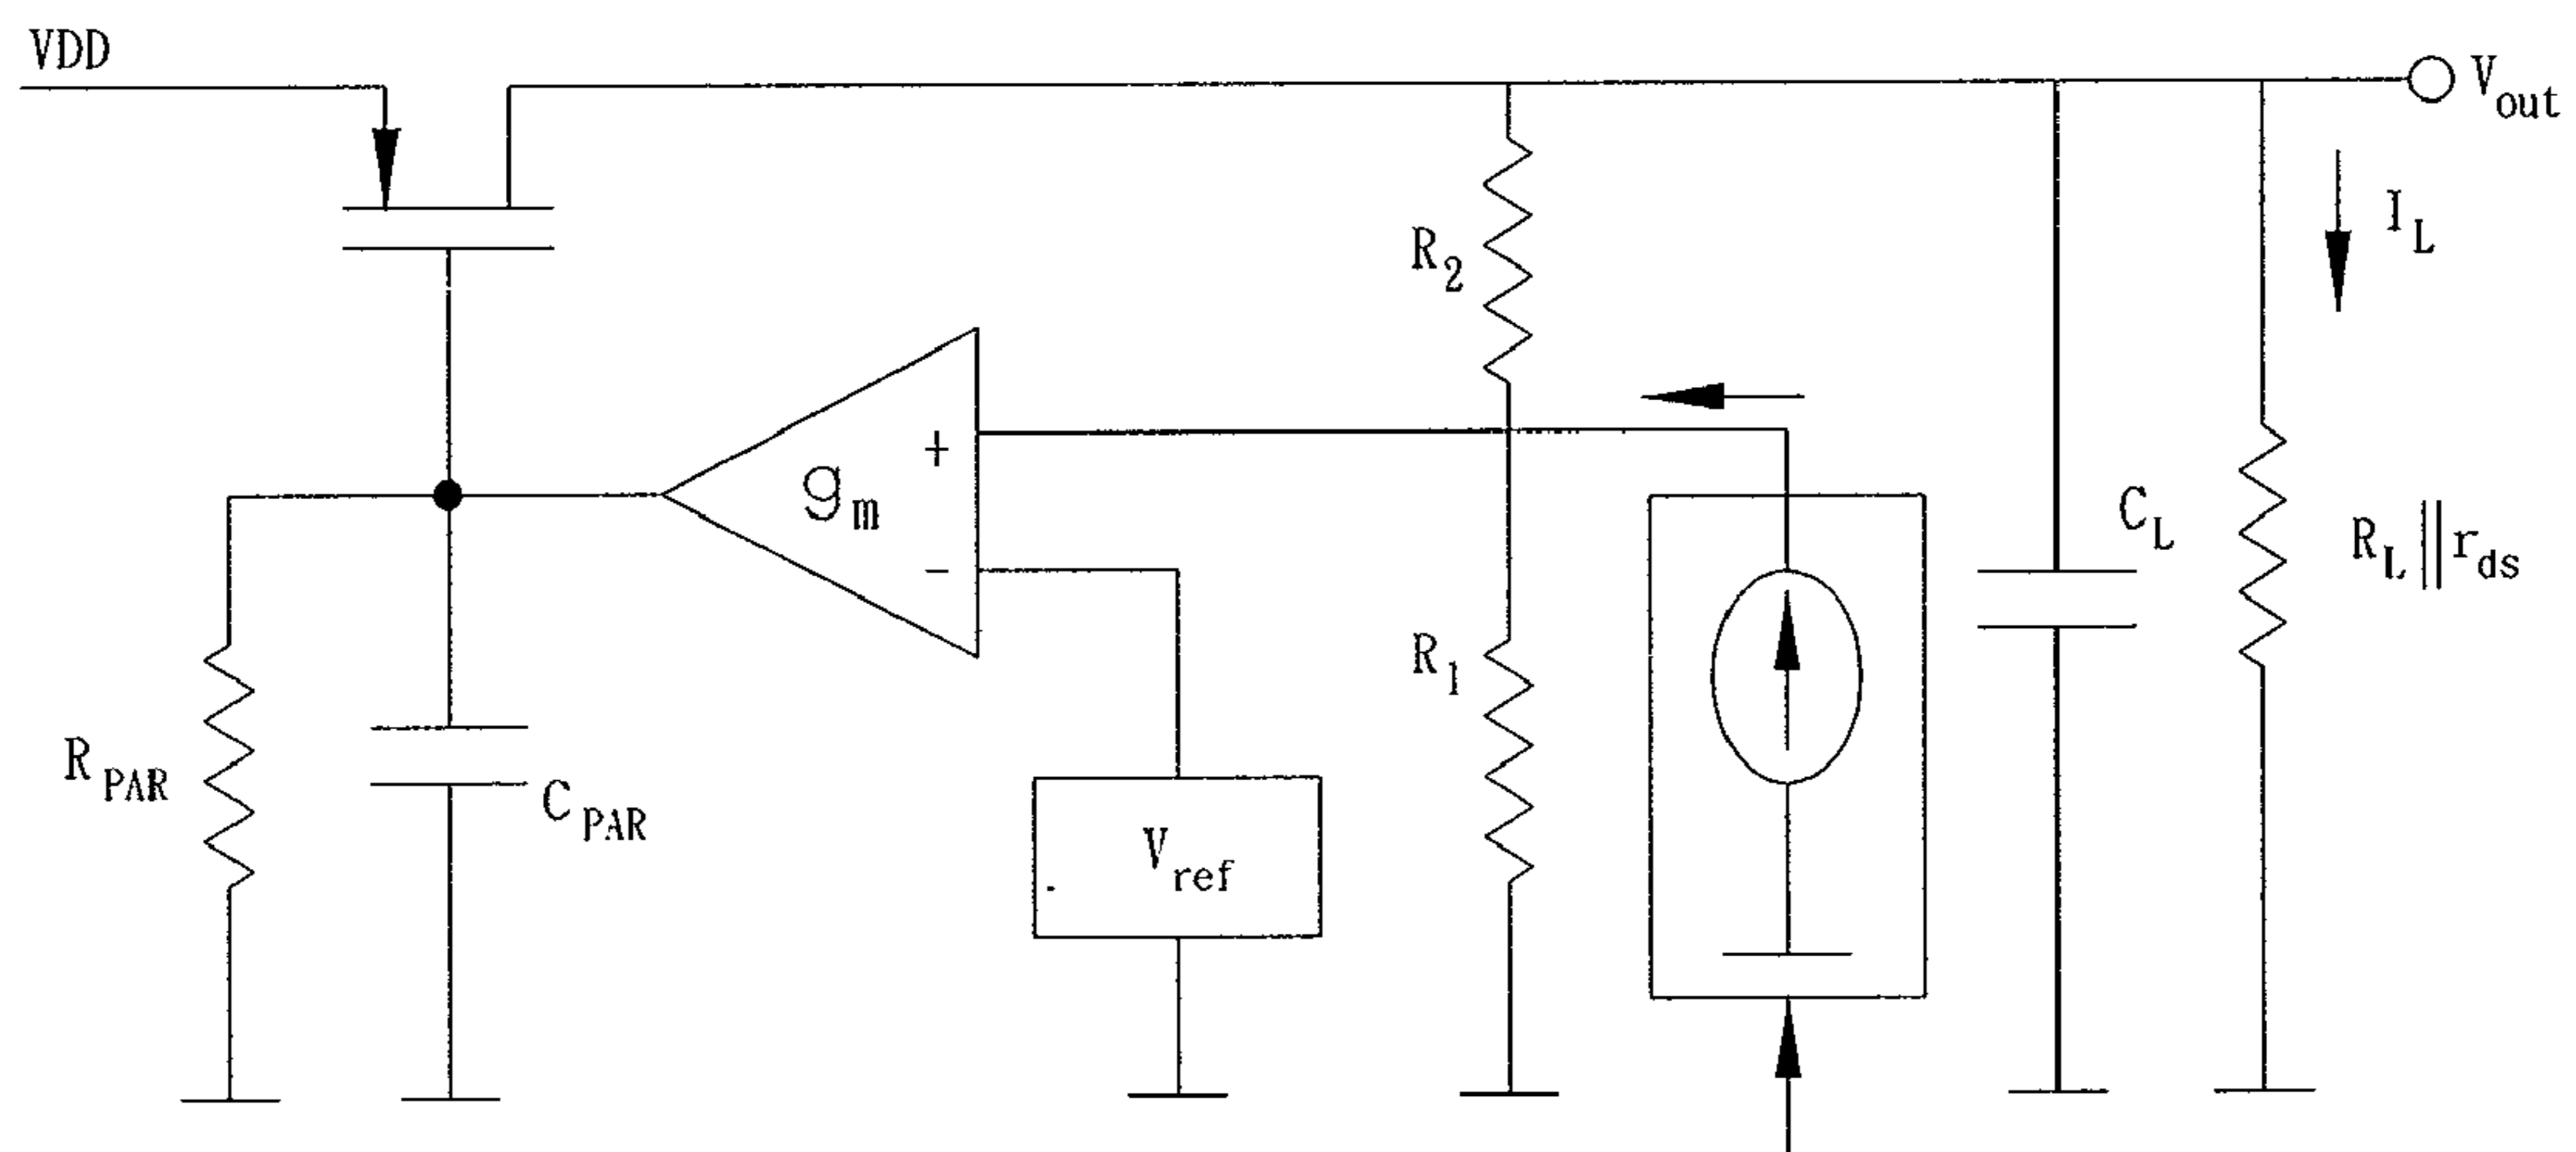 VDD
V_out
I_L
R_2
+
g_m
-
C_L
R_L||r_ds
R_1
R_PAR
C_PAR
V_ref